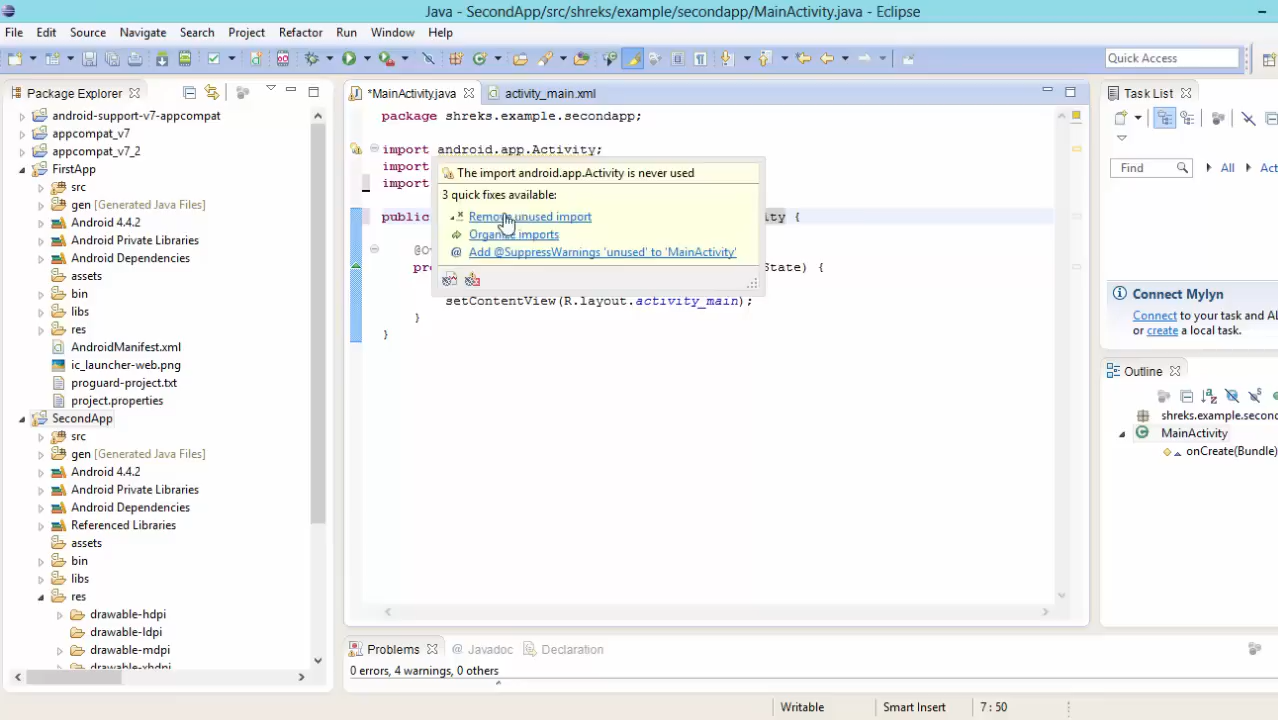 Java - SecondApp/src/shreks/example/secondapp/MainActivity.java - Eclipse
File Edit Source Navigate Search Project Refactor Run Window Help
Quick Access
Package Explorer
android-support-v7-appcompat
appcompat_v7
appcompat_v7_2
FirstApp
src
gen [Generated Java Files]
Android 4.4.2
Android Private Libraries
Android Dependencies
assets
bin
libs
res
AndroidManifest.xml
ic_launcher-web.png
proguard-project.txt
project.properties
SecondApp
src
gen [Generated Java Files]
Android 4.4.2
Android Private Libraries
Android Dependencies
Referenced Libraries
assets
bin
libs
res
drawable-hdpi
drawable-ldpi
drawable-mdpi
drawable-xhdpi
*MainActivity.java activity_main.xml
package shreks.example.secondapp;
import android.app.Activity;
import
import
public ity {
The import android.app.Activity is never used
3 quick fixes available:
Remove unused import
Organize imports
@ Add @SuppressWarnings 'unused' to 'MainActivity'
State) {
setContentView(R.layout.activity_main);
}
}
Problems @ Javadoc Declaration
0 errors, 4 warnings, 0 others
Task List
Find All
Connect Mylyn
Connect to your task and
or create a local task.
Outline
MainActivity
onCreate(Bundle)
Writable Smart Insert 7 : 50